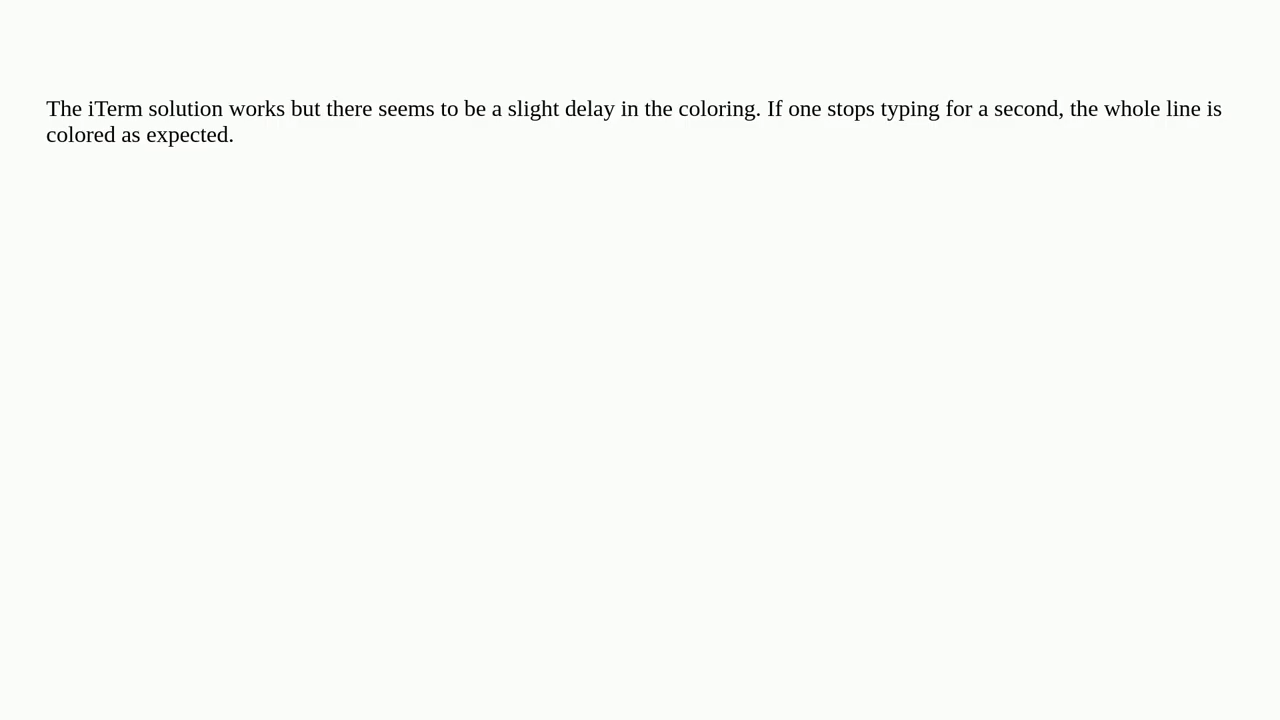 The iTerm solution works but there seems to be a slight delay in the coloring. If one stops typing for a second, the whole line is
colored as expected.